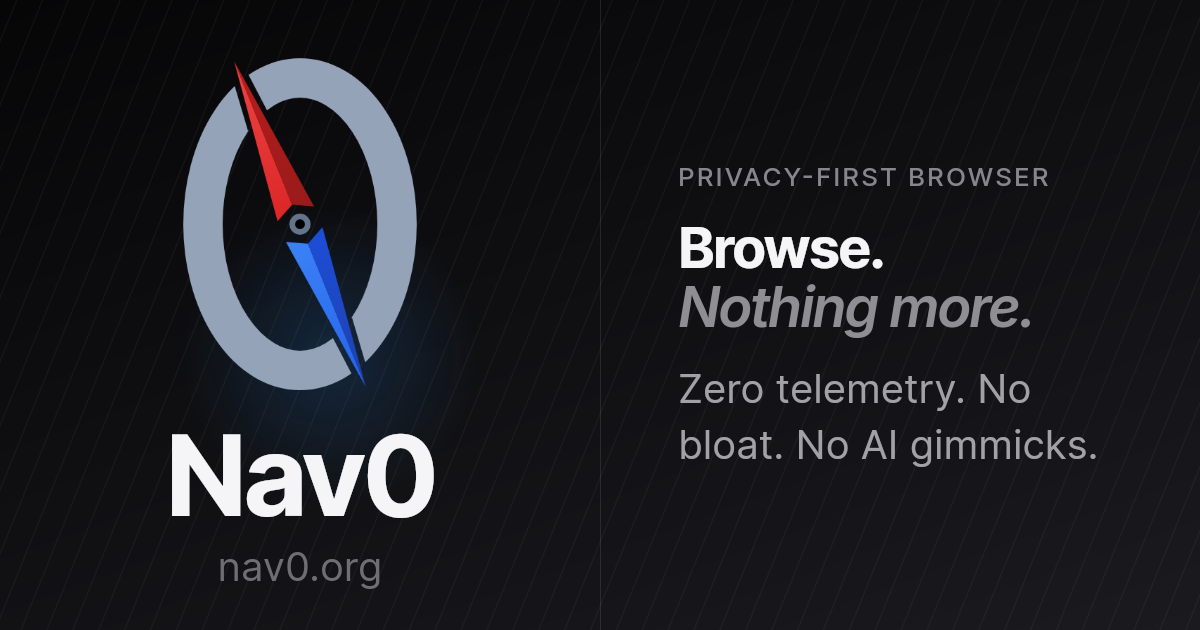 Nav0
nav0.org
PRIVACY-FIRST BROWSER
Browse.
Nothing more.
Zero telemetry. No
bloat. No AI gimmicks.